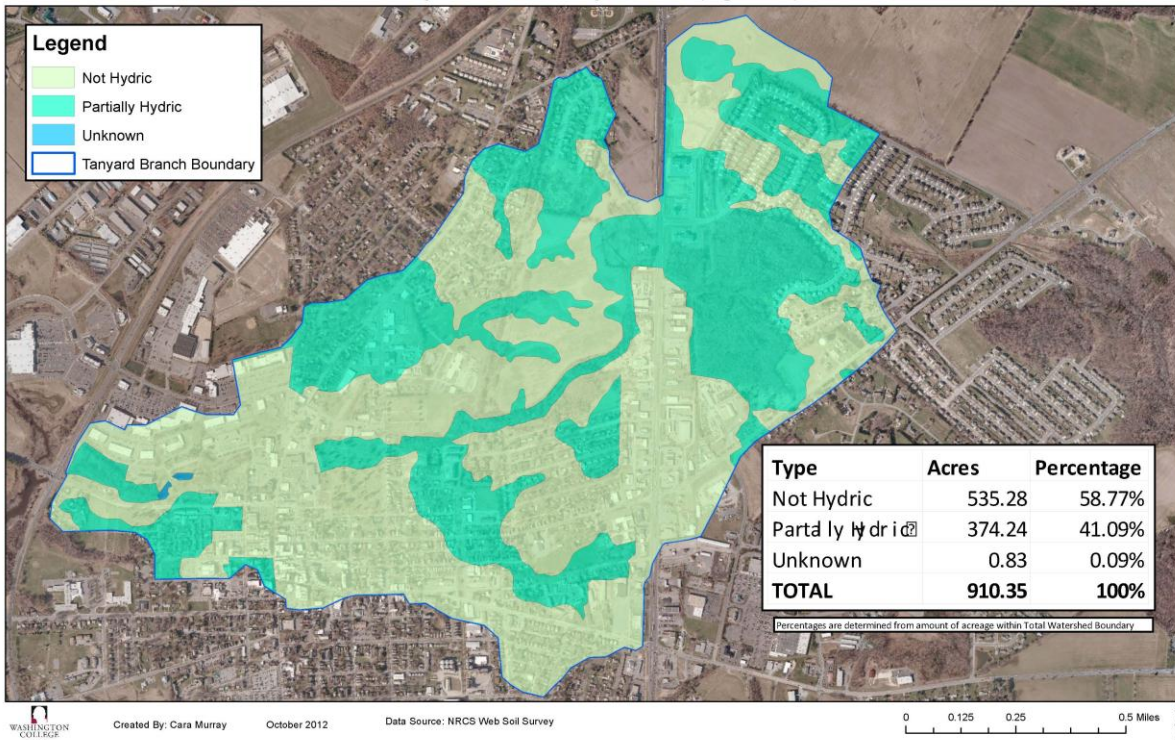 Legend
Not Hydric
Partially Hydric
Unknown
Tanyard Branch Boundary
Type Acres Percentage
Not Hydric 535.28 58.77%
Partally Hydric 374.24 41.09%
Unknown 0.83 0.09%
TOTAL 910.35 100%
Percentages are determined from amount of acreage within Total Watershed Boundary
WASHINGTON
COLLEGE
Created By: Cara Murray October 2012 Data Source: NRCS Web Soil Survey
0 0.125 0.25 0.5 Miles